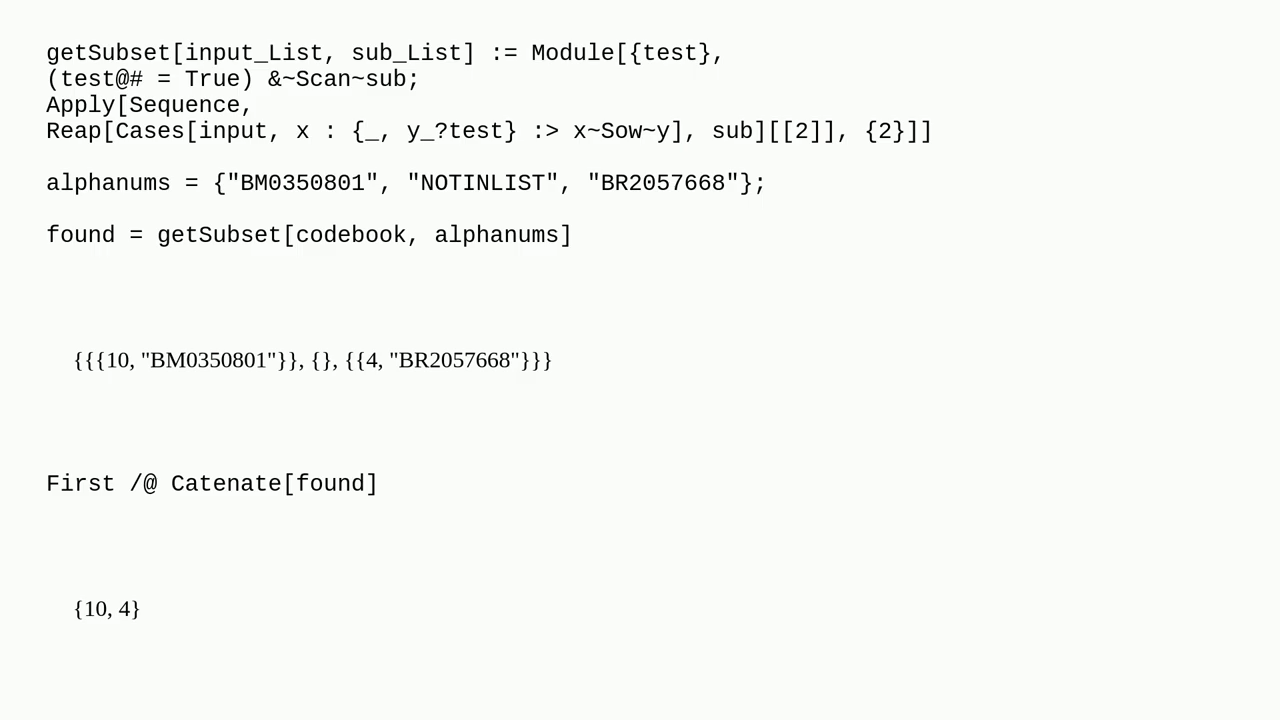 getSubset[input_List, sub_List] := Module[{test},
(test@# = True) &~Scan~sub;
Apply[Sequence,
Reap[Cases[input, x : {_, y_?test} :> x~Sow~y], sub][[2]], {2}]]
alphanums = {"BM0350801", "NOTINLIST", "BR2057668"};
found = getSubset[codebook, alphanums]
{{{10, "BM0350801"}}, {}, {{4, "BR2057668"}}}
First /@ Catenate[found]
{10, 4}